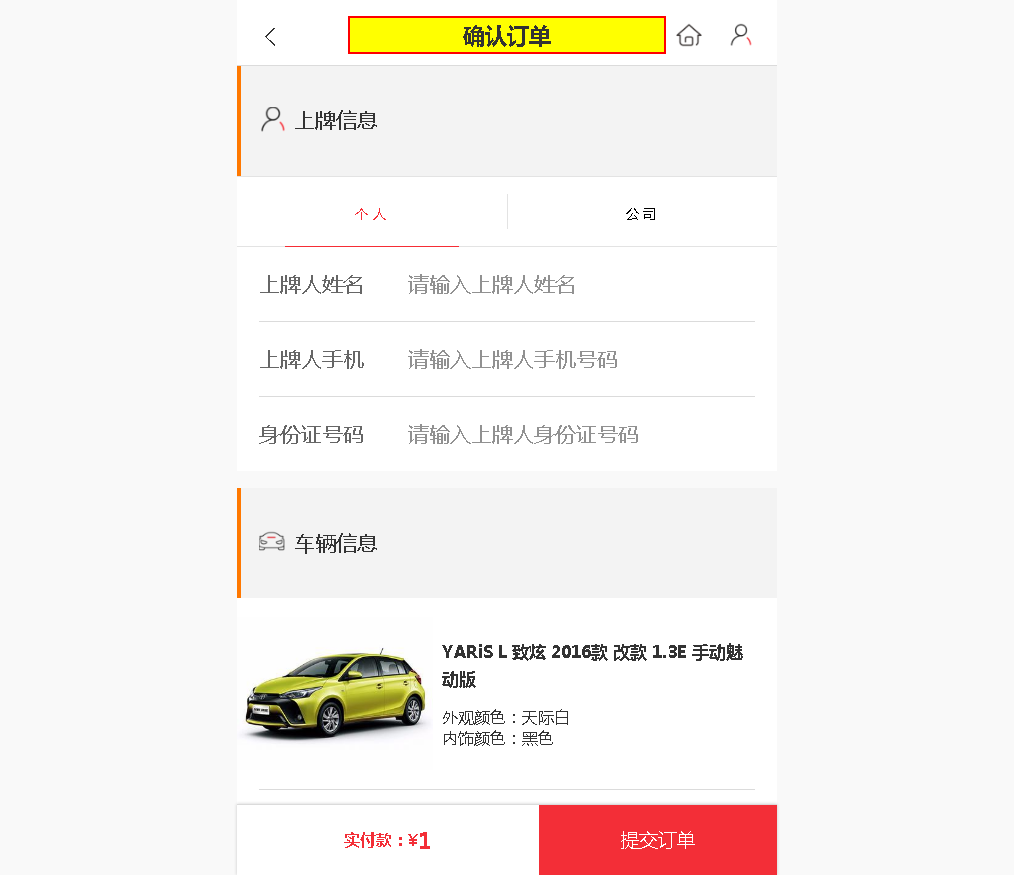 确认订单
上牌信息
个人
公司
上牌人姓名 请输入上牌人姓名
上牌人手机 请输入上牌人手机号码
身份证号码 请输入上牌人身份证号码
车辆信息
YARiS L 致炫 2016款 改款 1.3E 手动魅
动版
外观颜色：天际白
内饰颜色：黑色
实付款：¥1
提交订单